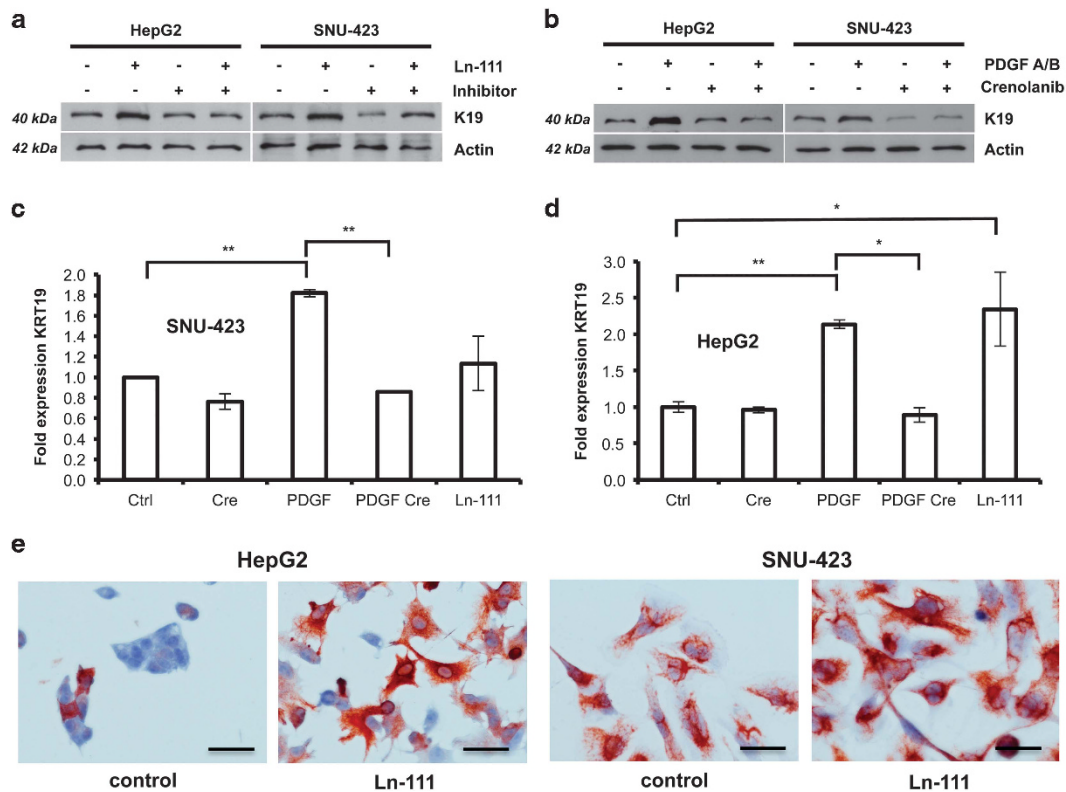 a
HepG2 SNU-423
- + - + - + - + Ln-111
- - + + - - + + Inhibitor
40 kDa K19
42 kDa Actin
b
HepG2 SNU-423
- + - + - + - + PDGF A/B
- - + + - - + + Crenolanib
40 kDa K19
42 kDa Actin
c
Fold expression KRT19
2.0
1.8
1.6
1.4
1.2
1.0
0.8
0.6
0.4
0.2
0.0
** **
SNU-423
Ctrl Cre PDGF PDGF Cre Ln-111
d
Fold expression KRT19
3.0
2.5
2.0
1.5
1.0
0.5
0.0
*
** *
HepG2
Ctrl Cre PDGF PDGF Cre Ln-111
e
HepG2 SNU-423
control Ln-111 control Ln-111